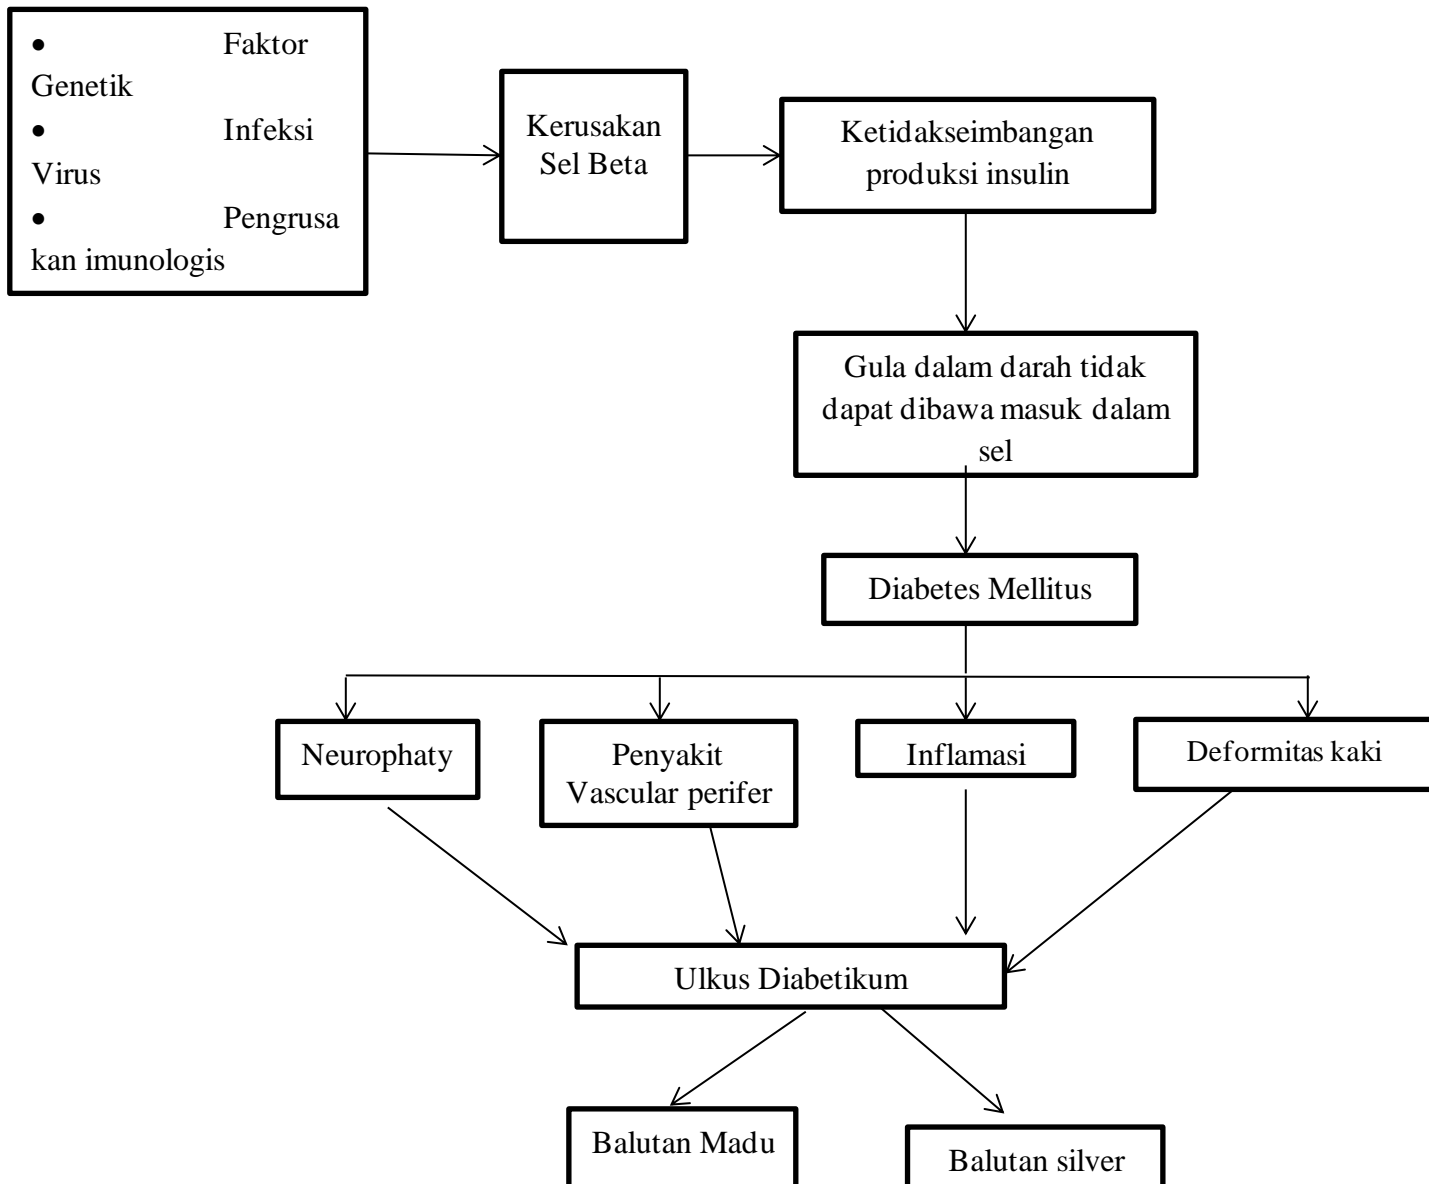 • Faktor
Genetik
• Infeksi
Virus
• Pengrusa
kan imunologis
Kerusakan
Sel Beta
Ketidakseimbangan
produksi insulin
Gula dalam darah tidak
dapat dibawa masuk dalam
sel
Diabetes Mellitus
Neurophaty
Penyakit
Vascular perifer
Inflamasi
Deformitas kaki
Ulkus Diabetikum
Balutan Madu
Balutan silver